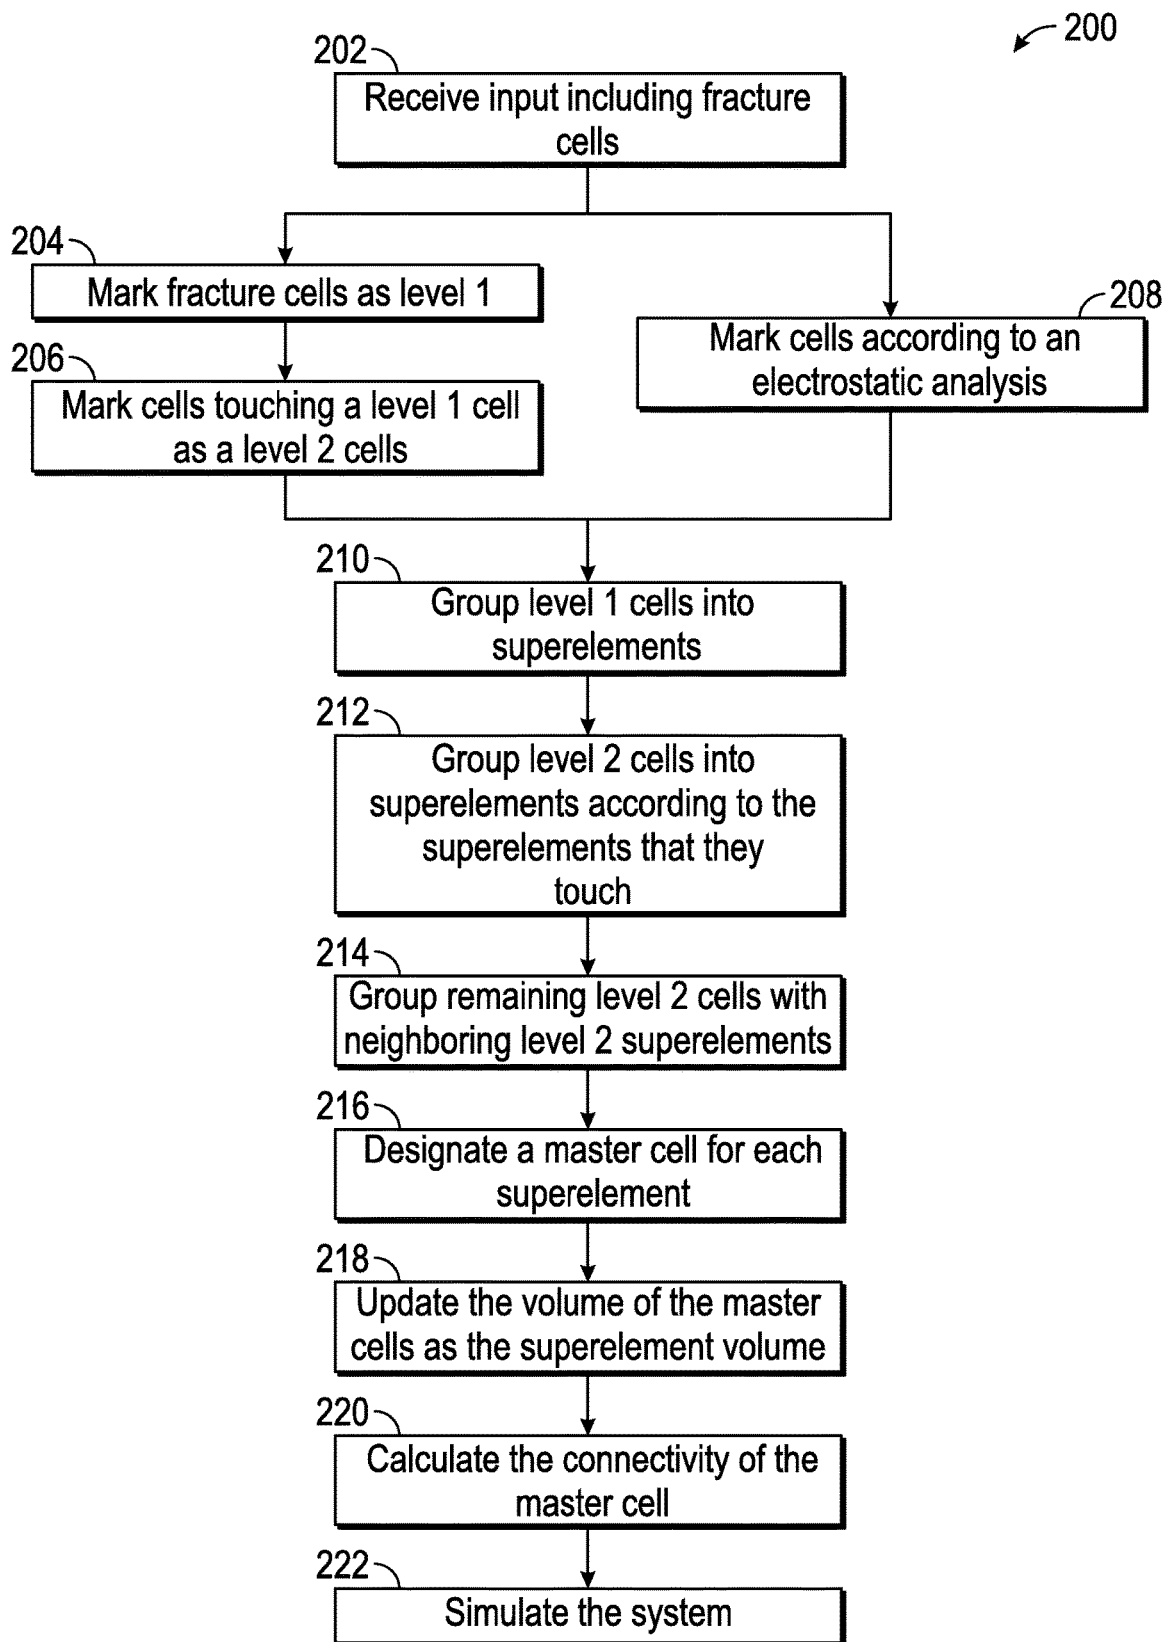 200
202
Receive input including fracture
cells
204
Mark fracture cells as level 1
206
Mark cells touching a level 1 cell
as a level 2 cells
208
Mark cells according to an
electrostatic analysis
210
Group level 1 cells into
superelements
212
Group level 2 cells into
superelements according to the
superelements that they
touch
214
Group remaining level 2 cells with
neighboring level 2 superelements
216
Designate a master cell for each
superelement
218
Update the volume of the master
cells as the superelement volume
220
Calculate the connectivity of the
master cell
222
Simulate the system